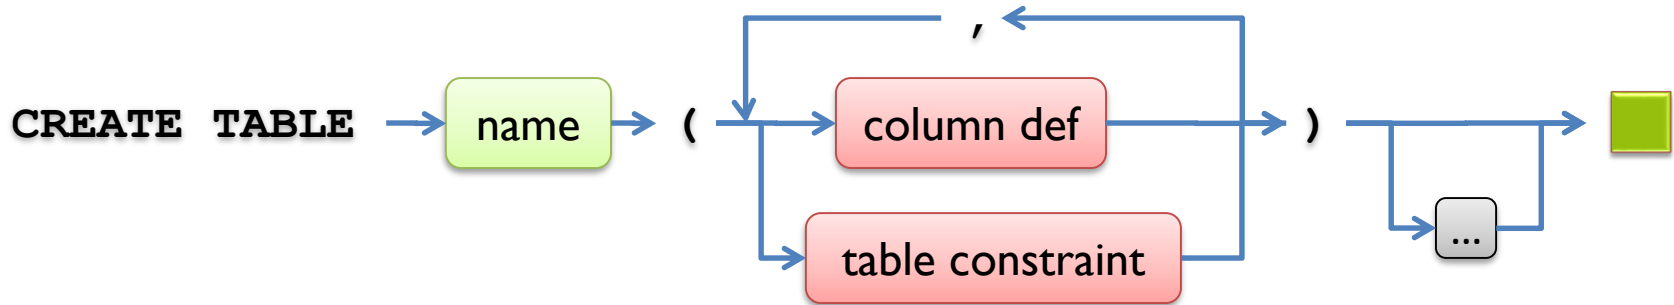 ,
CREATE TABLE name ( column def )
...
table constraint